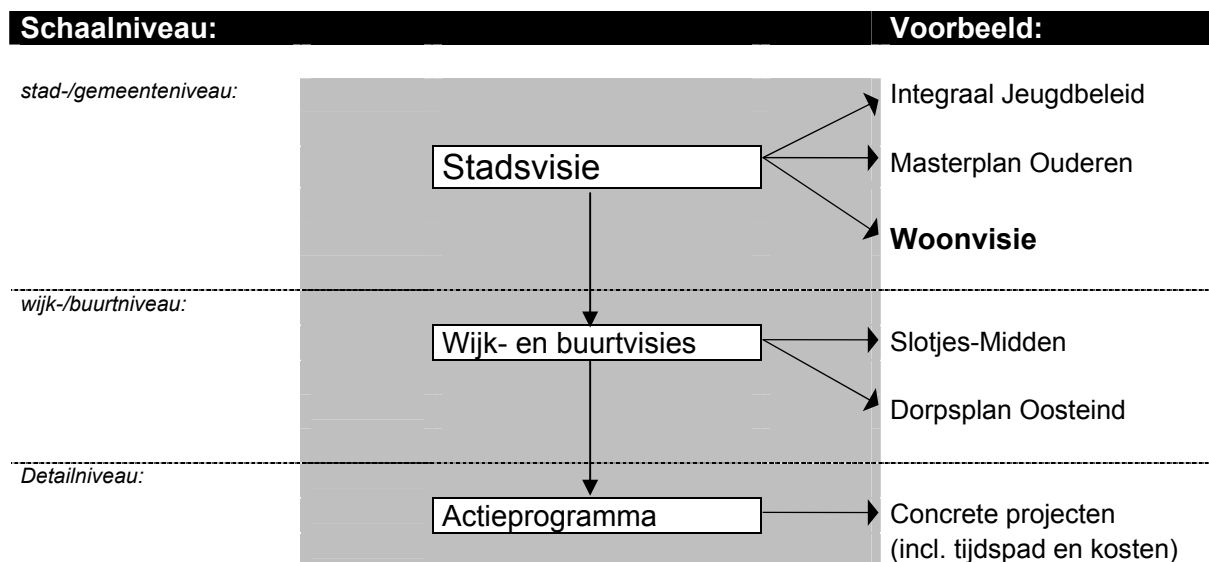 Schaalniveau: Voorbeeld:
stad-/gemeenteniveau:
Integraal Jeugdbeleid
Stadsvisie
Masterplan Ouderen
Woonvisie
wijk-/buurtniveau:
Wijk- en buurtvisies
Slotjes-Midden
Dorpsplan Oosteind
Detailniveau:
Actieprogramma
Concrete projecten
(incl. tijdspad en kosten)